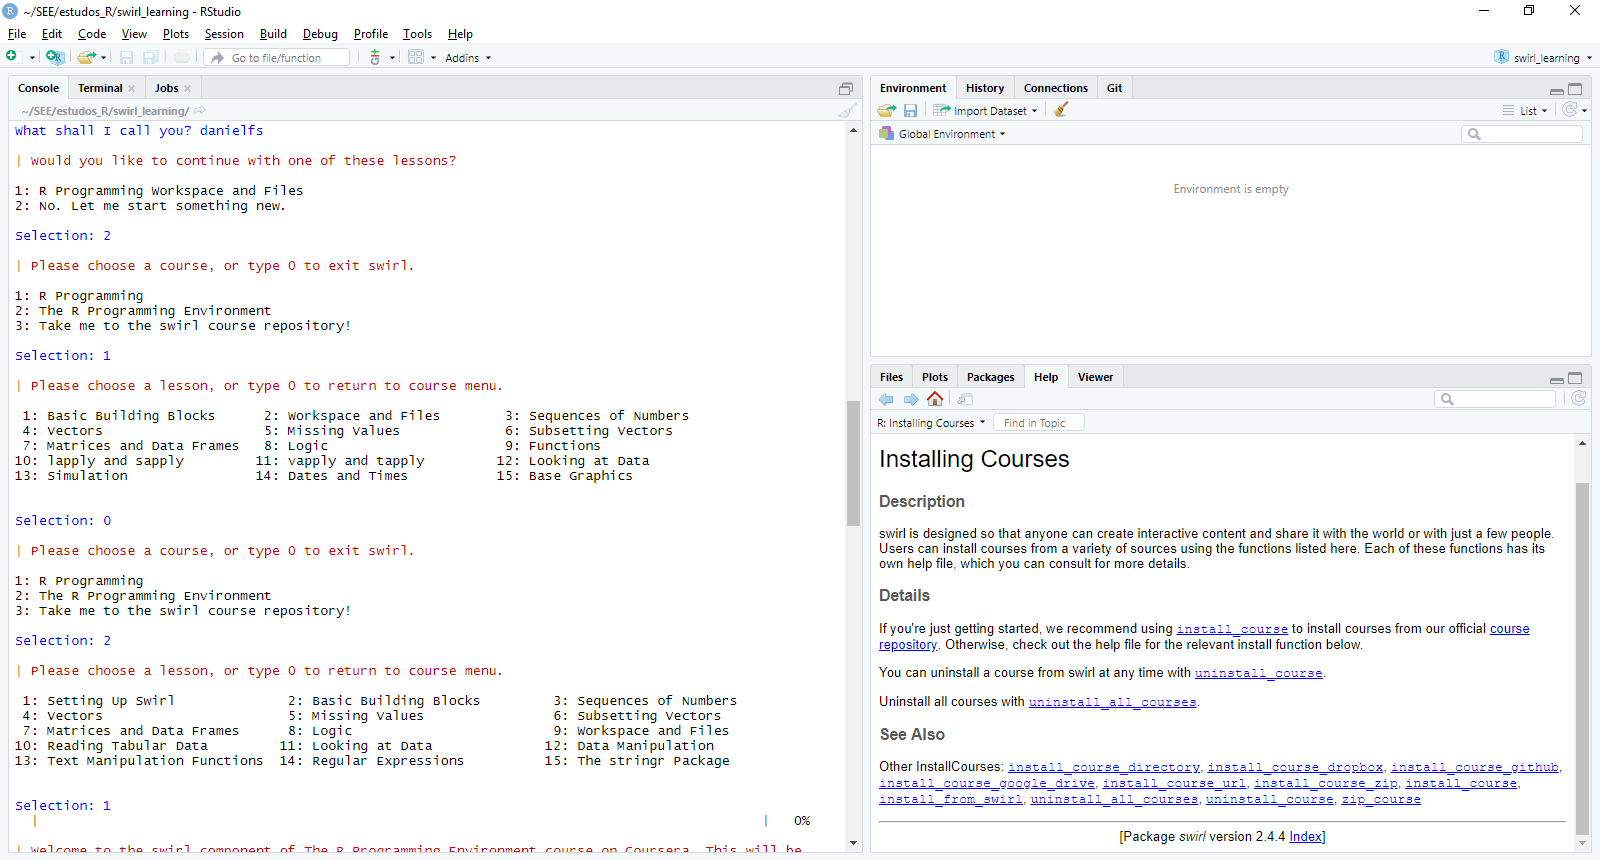 ~/SEE/estudos_R/swirl_learning - RStudio
File Edit Code View Plots Session Build Debug Profile Tools Help
Go to file/function Addins swirl_learning
Console Terminal Jobs
~/SEE/estudos_R/swirl_learning/
What shall I call you? danielfs
| Would you like to continue with one of these lessons?
1: R Programming Workspace and Files
2: No. Let me start something new.
Selection: 2
| Please choose a course, or type 0 to exit swirl.
1: R Programming
2: The R Programming Environment
3: Take me to the swirl course repository!
Selection: 1
| Please choose a lesson, or type 0 to return to course menu.
1: Basic Building Blocks 2: Workspace and Files 3: Sequences of Numbers
4: Vectors 5: Missing Values 6: Subsetting Vectors
7: Matrices and Data Frames 8: Logic 9: Functions
10: lapply and sapply 11: vapply and tapply 12: Looking at Data
13: Simulation 14: Dates and Times 15: Base Graphics
Selection: 0
| Please choose a course, or type 0 to exit swirl.
1: R Programming
2: The R Programming Environment
3: Take me to the swirl course repository!
Selection: 2
| Please choose a lesson, or type 0 to return to course menu.
1: Setting Up Swirl 2: Basic Building Blocks 3: Sequences of Numbers
4: Vectors 5: Missing Values 6: Subsetting Vectors
7: Matrices and Data Frames 8: Logic 9: Workspace and Files
10: Reading Tabular Data 11: Looking at Data 12: Data Manipulation
13: Text Manipulation Functions 14: Regular Expressions 15: The stringr Package
Selection: 1
| | 0%
| Welcome to the swirl component of The R Programming Environment course on Coursera. This will be
Environment History Connections Git
Import Dataset List
Global Environment
Environment is empty
Files Plots Packages Help Viewer
R: Installing Courses Find in Topic
Installing Courses
Description
swirl is designed so that anyone can create interactive content and share it with the world or with just a few people.
Users can install courses from a variety of sources using the functions listed here. Each of these functions has its
own help file, which you can consult for more details.
Details
If you're just getting started, we recommend using install_course to install courses from our official course
repository. Otherwise, check out the help file for the relevant install function below.
You can uninstall a course from swirl at any time with uninstall_course.
Uninstall all courses with uninstall_all_courses.
See Also
Other InstallCourses: install_course_directory, install_course_dropbox, install_course_github,
install_course_google_drive, install_course_url, install_course_zip, install_course,
install_from_swirl, uninstall_all_courses, uninstall_course, zip_course
[Package swirl version 2.4.4 Index]